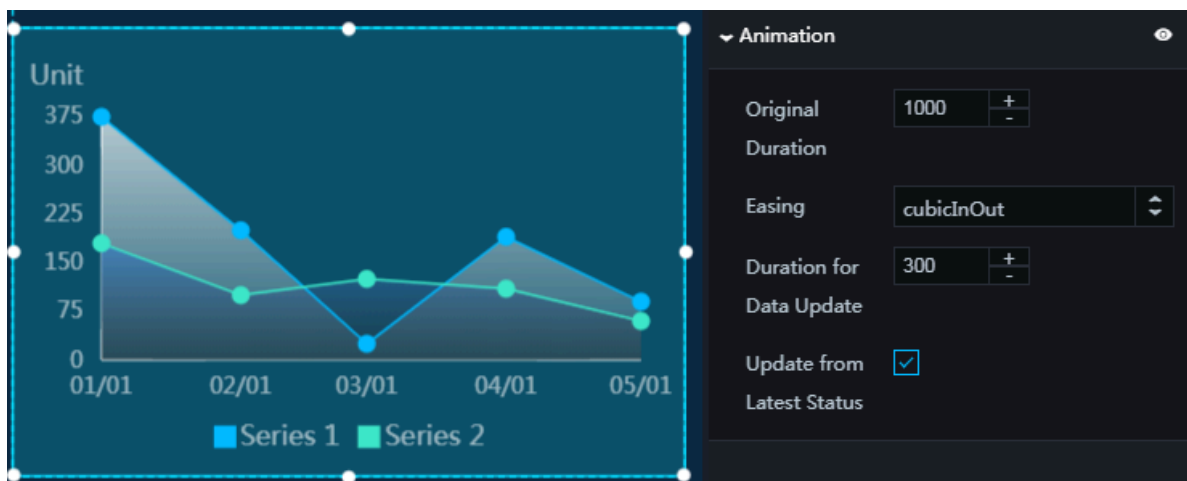 Unit
375
300
225
150
75
0
01/01 02/01 03/01 04/01 05/01
Series 1 Series 2
Animation
Original
Duration
1000
+
-
Easing
cubicInOut
Duration for
Data Update
300
+
-
Update from
Latest Status